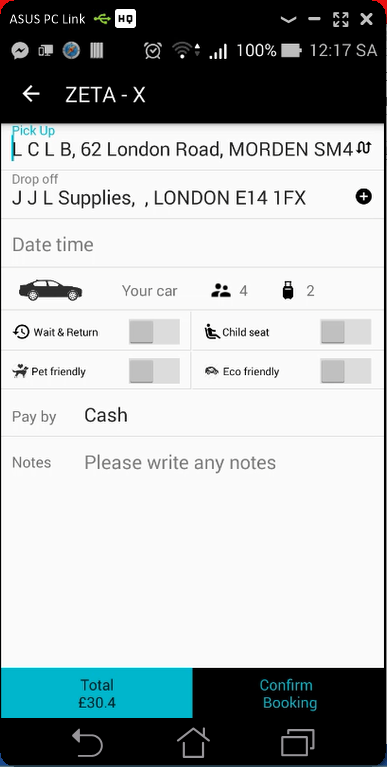 ASUS PC Link HQ
100% 12:17 SA
ZETA - X
Pick Up
L C L B, 62 London Road, MORDEN SM4
Drop off
J J L Supplies, , LONDON E14 1FX
Date time
Your car 4 2
Wait & Return Child seat
Pet friendly Eco friendly
Pay by Cash
Notes Please write any notes
Total Confirm
£30.4 Booking